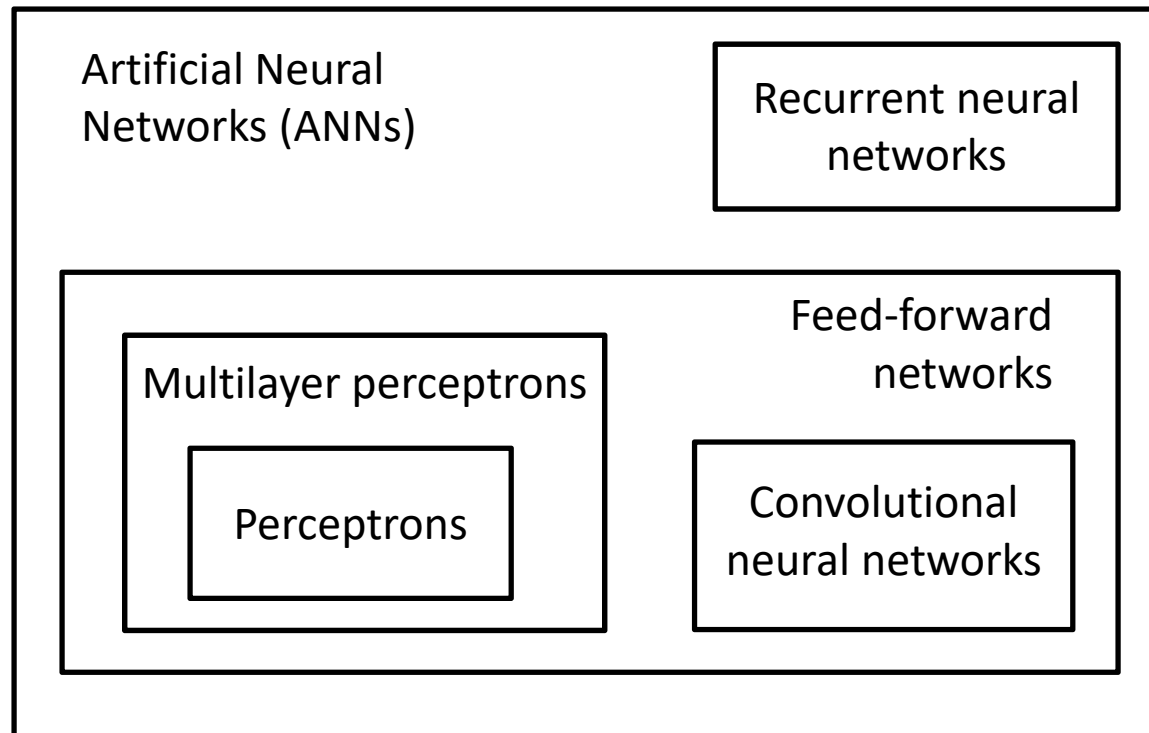 Artificial Neural
Networks (ANNs)
Recurrent neural
networks
Feed-forward
networks
Multilayer perceptrons
Perceptrons
Convolutional
neural networks